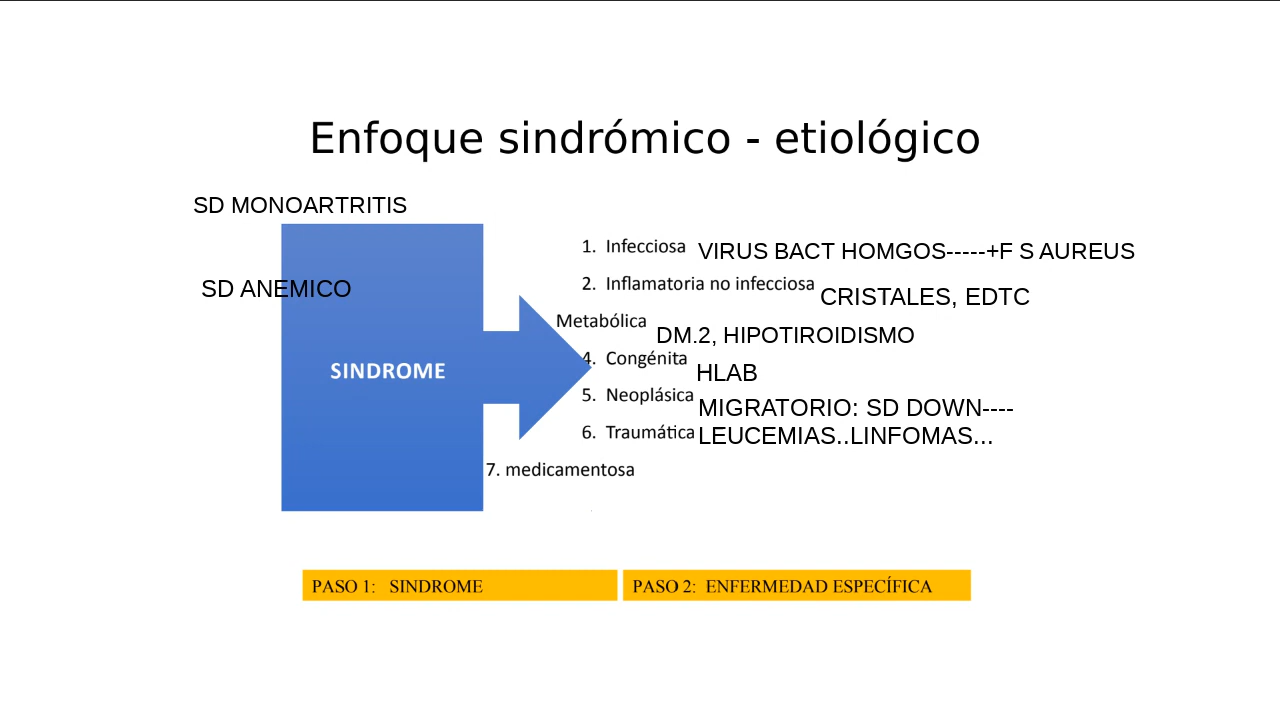 Enfoque sindrómico - etiológico
SD MONOARTRITIS
SD ANEMICO
SINDROME
1. Infecciosa VIRUS BACT HOMGOS-----+F S AUREUS
2. Inflamatoria no infecciosa CRISTALES, EDTC
Metabólica DM.2, HIPOTIROIDISMO
4. Congénita HLAB
5. Neoplásica MIGRATORIO: SD DOWN----
6. Traumática LEUCEMIAS..LINFOMAS...
7. medicamentosa
PASO 1: SINDROME
PASO 2: ENFERMEDAD ESPECÍFICA